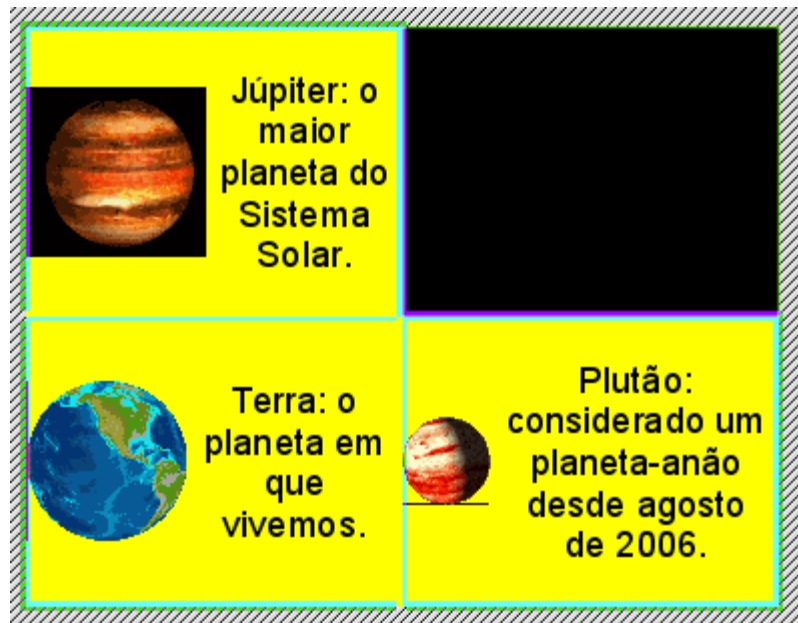 Júpiter: o
maior
planeta do
Sistema
Solar.
Terra: o
planeta em
que
vivemos.
Plutão:
considerado um
planeta-anão
desde agosto
de 2006.